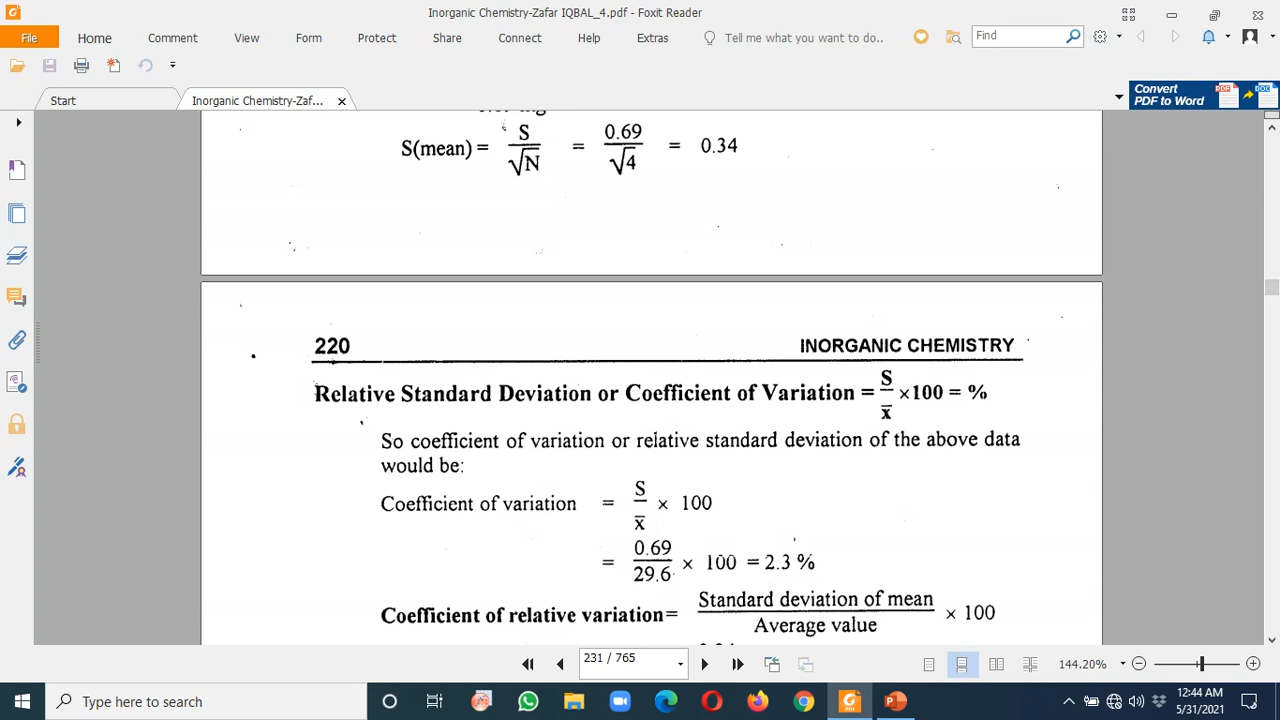 Inorganic Chemistry-Zafar IQBAL_4.pdf - Foxit Reader
File Home Comment View Form Protect Share Connect Help Extras Tell me what you want to do.. Find
Start Inorganic Chemistry-Zaf...
Convert
PDF to Word
S(mean) = S / √N = 0.69 / √4 = 0.34
220 INORGANIC CHEMISTRY
Relative Standard Deviation or Coefficient of Variation = S / x̅ ×100 = %
So coefficient of variation or relative standard deviation of the above data
would be:
Coefficient of variation = S / x̅ × 100
= 0.69 / 29.6 × 100 = 2.3 %
Coefficient of relative variation = Standard deviation of mean / Average value × 100
231 / 765 144.20%
Type here to search
12:44 AM
5/31/2021